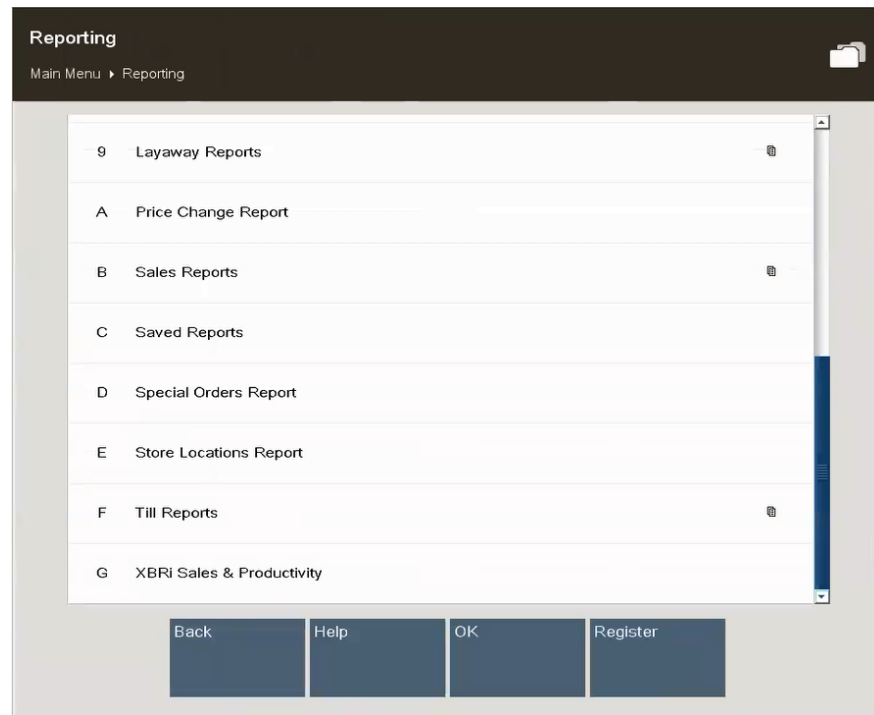 Reporting
Main Menu ▸ Reporting
9 Layaway Reports
A Price Change Report
B Sales Reports
C Saved Reports
D Special Orders Report
E Store Locations Report
F Till Reports
G XBRi Sales & Productivity
Back Help OK Register